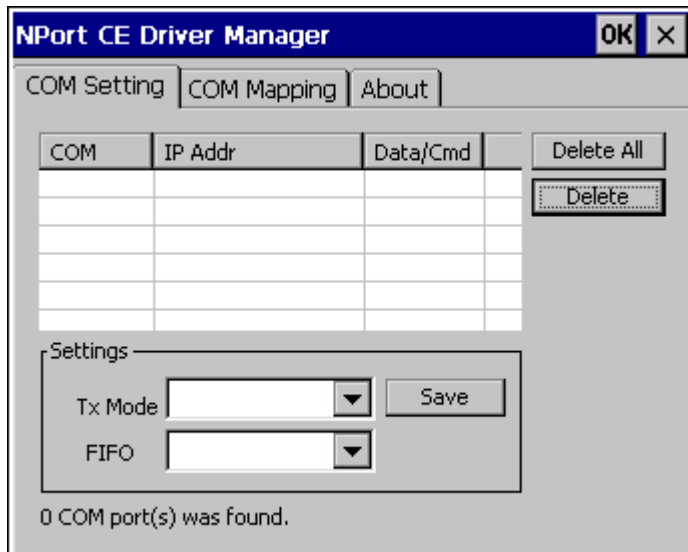 NPort CE Driver Manager OK ×
COM Setting COM Mapping About
COM IP Addr Data/Cmd Delete All
Delete
Settings
Tx Mode Save
FIFO
0 COM port(s) was found.